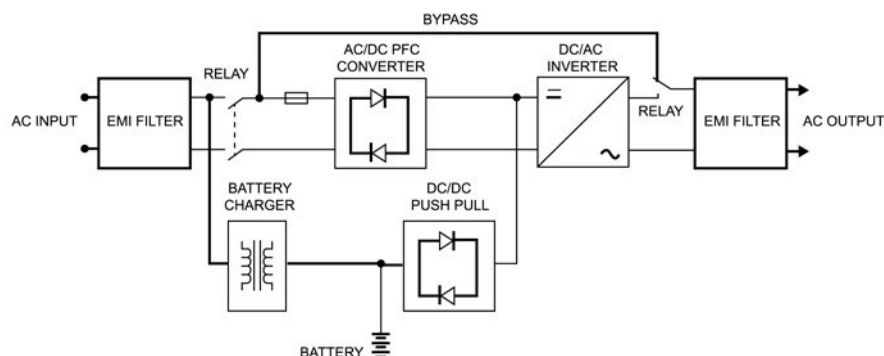 BYPASS
AC/DC PFC
CONVERTER
DC/AC
INVERTER
RELAY
RELAY
AC INPUT
EMI FILTER
EMI FILTER
AC OUTPUT
BATTERY
CHARGER
DC/DC
PUSH PULL
BATTERY